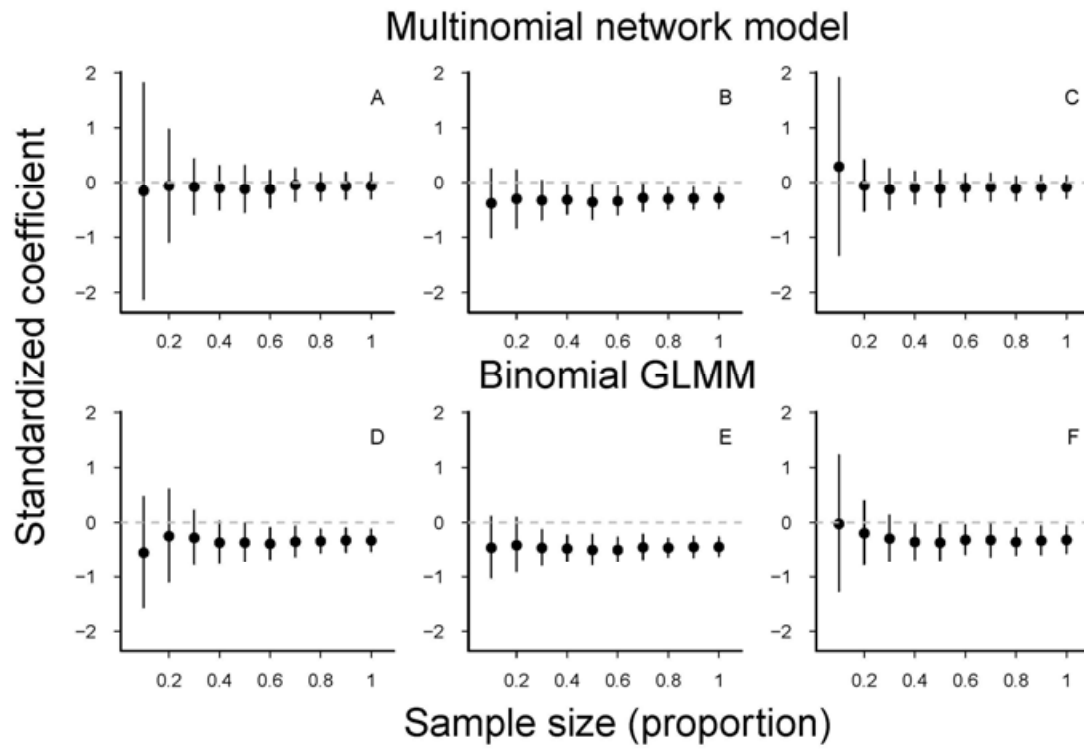 Multinomial network model
Standardized coefficient
2
1
0
−1
−2
A
0.2 0.4 0.6 0.8 1
2
1
0
−1
−2
B
0.2 0.4 0.6 0.8 1
2
1
0
−1
−2
C
0.2 0.4 0.6 0.8 1
Binomial GLMM
2
1
0
−1
−2
D
0.2 0.4 0.6 0.8 1
2
1
0
−1
−2
E
0.2 0.4 0.6 0.8 1
2
1
0
−1
−2
F
0.2 0.4 0.6 0.8 1
Sample size (proportion)